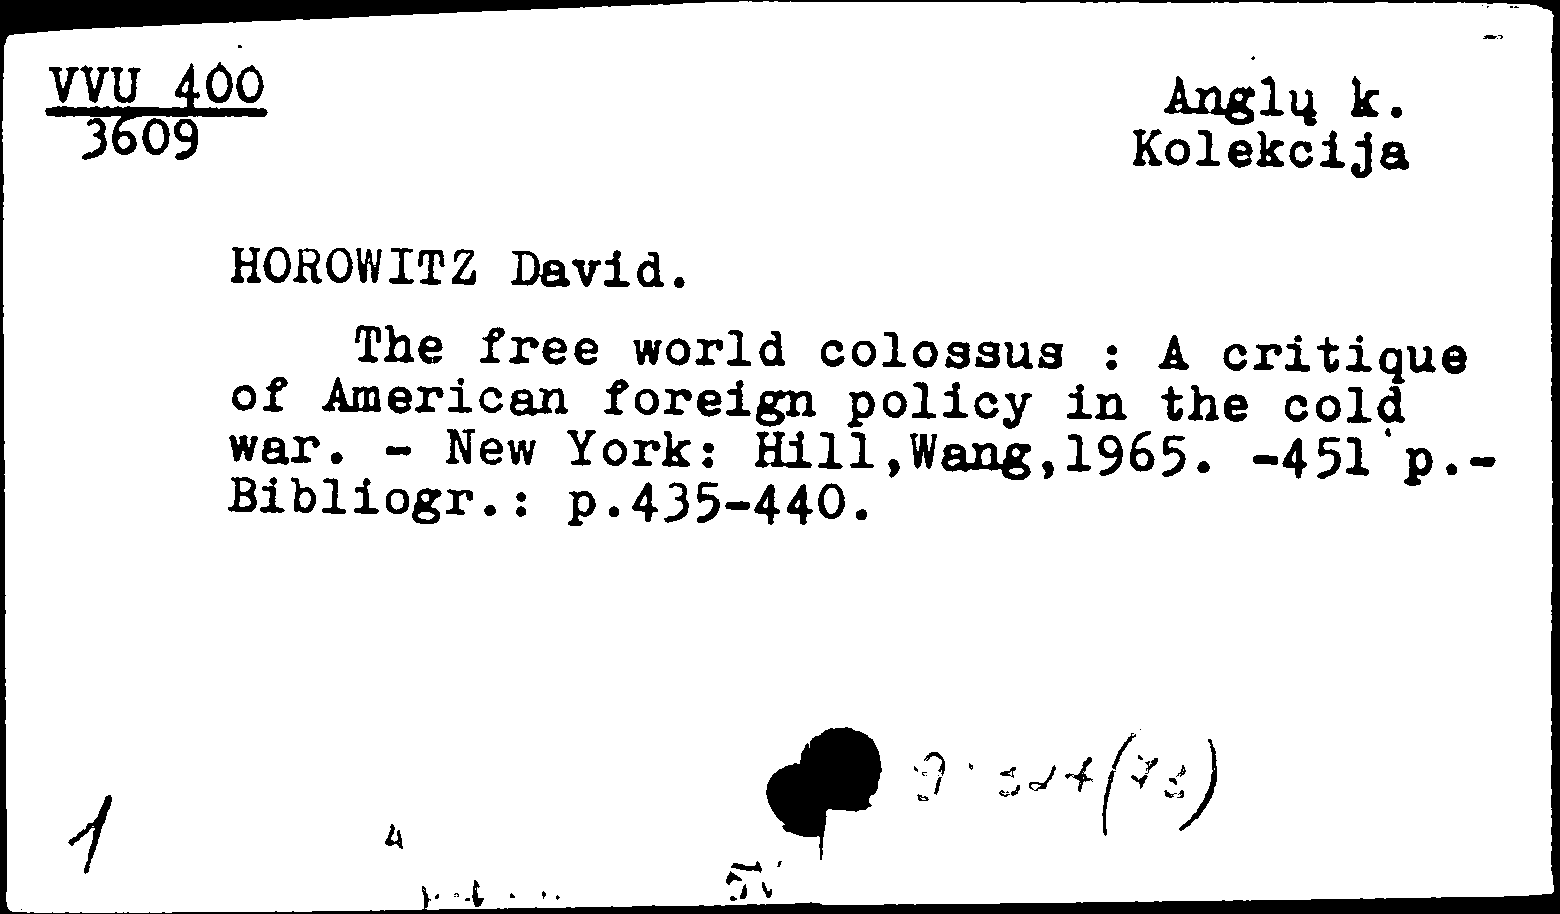 VVU 400
3609
Anglų k.
Kolekcija
HOROWITZ David.
The free world colossus : A critique
of American foreign policy in the cold
war. - New York: Hill,Wang,1965. -451 p.-
Bibliogr.: p.435-440.
1